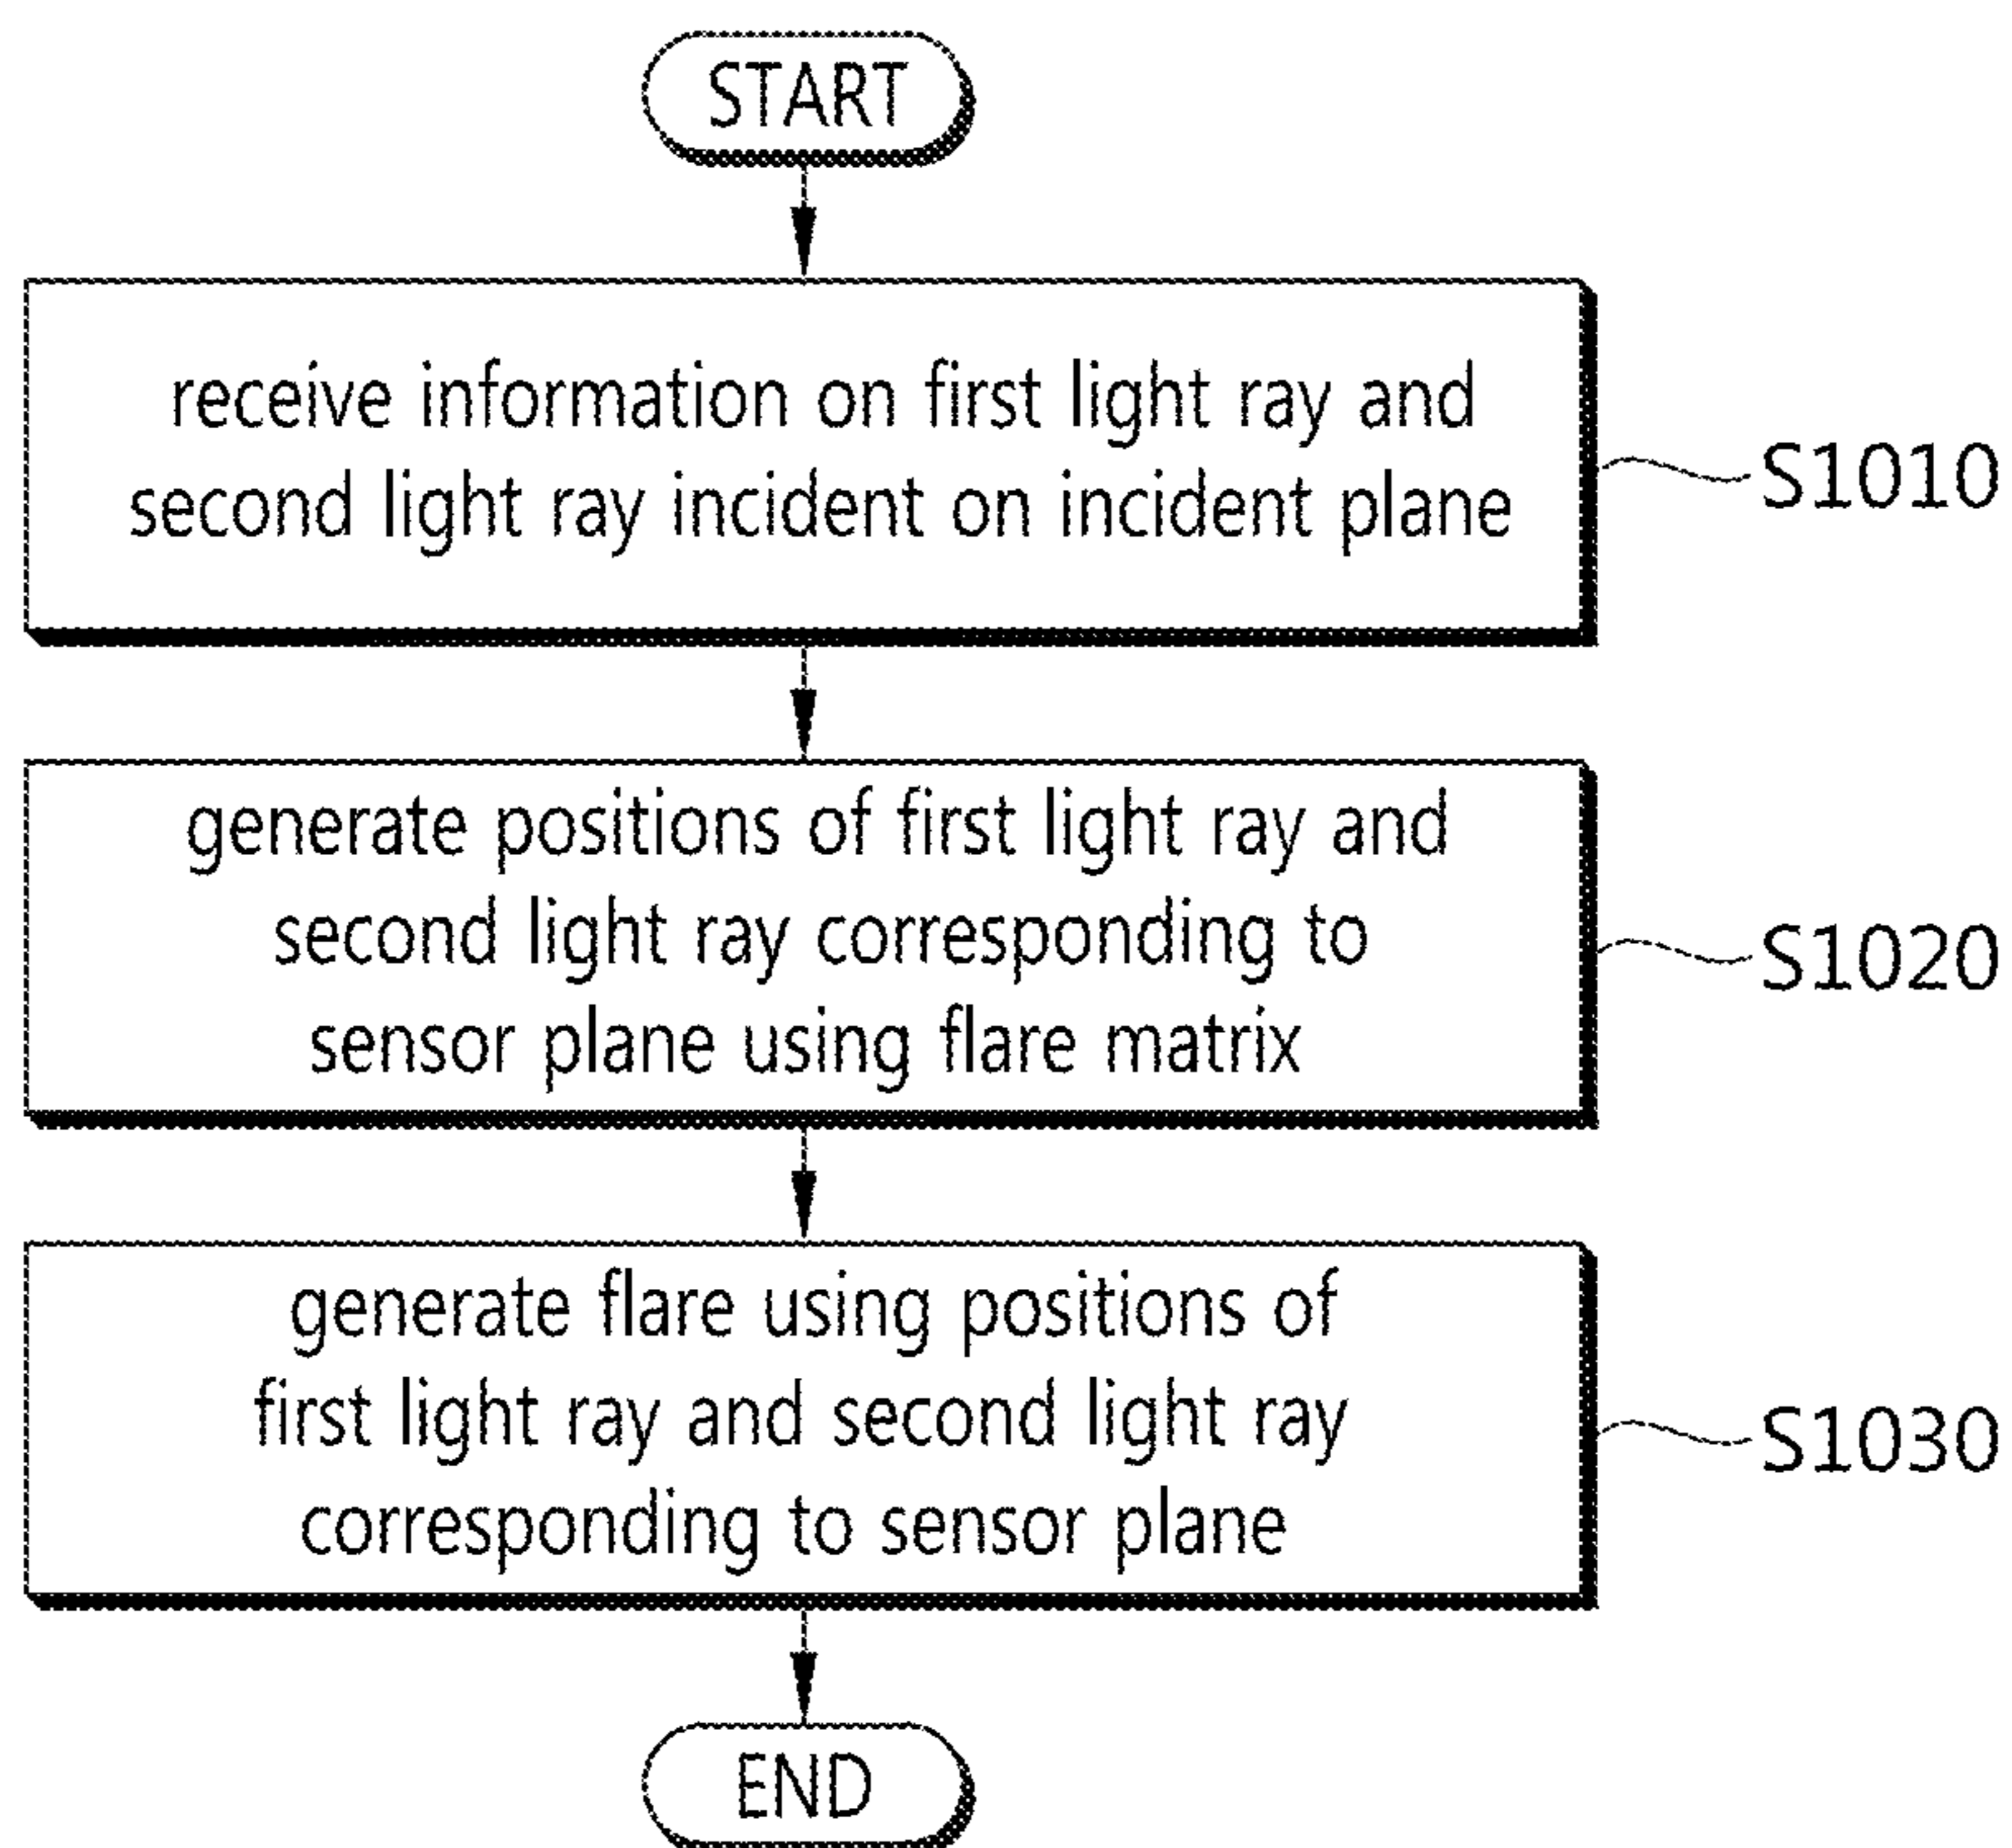 START
receive information on first light ray and
second light ray incident on incident plane
S1010
generate positions of first light ray and
second light ray corresponding to
sensor plane using flare matrix
S1020
generate flare using positions of
first light ray and second light ray
corresponding to sensor plane
S1030
END